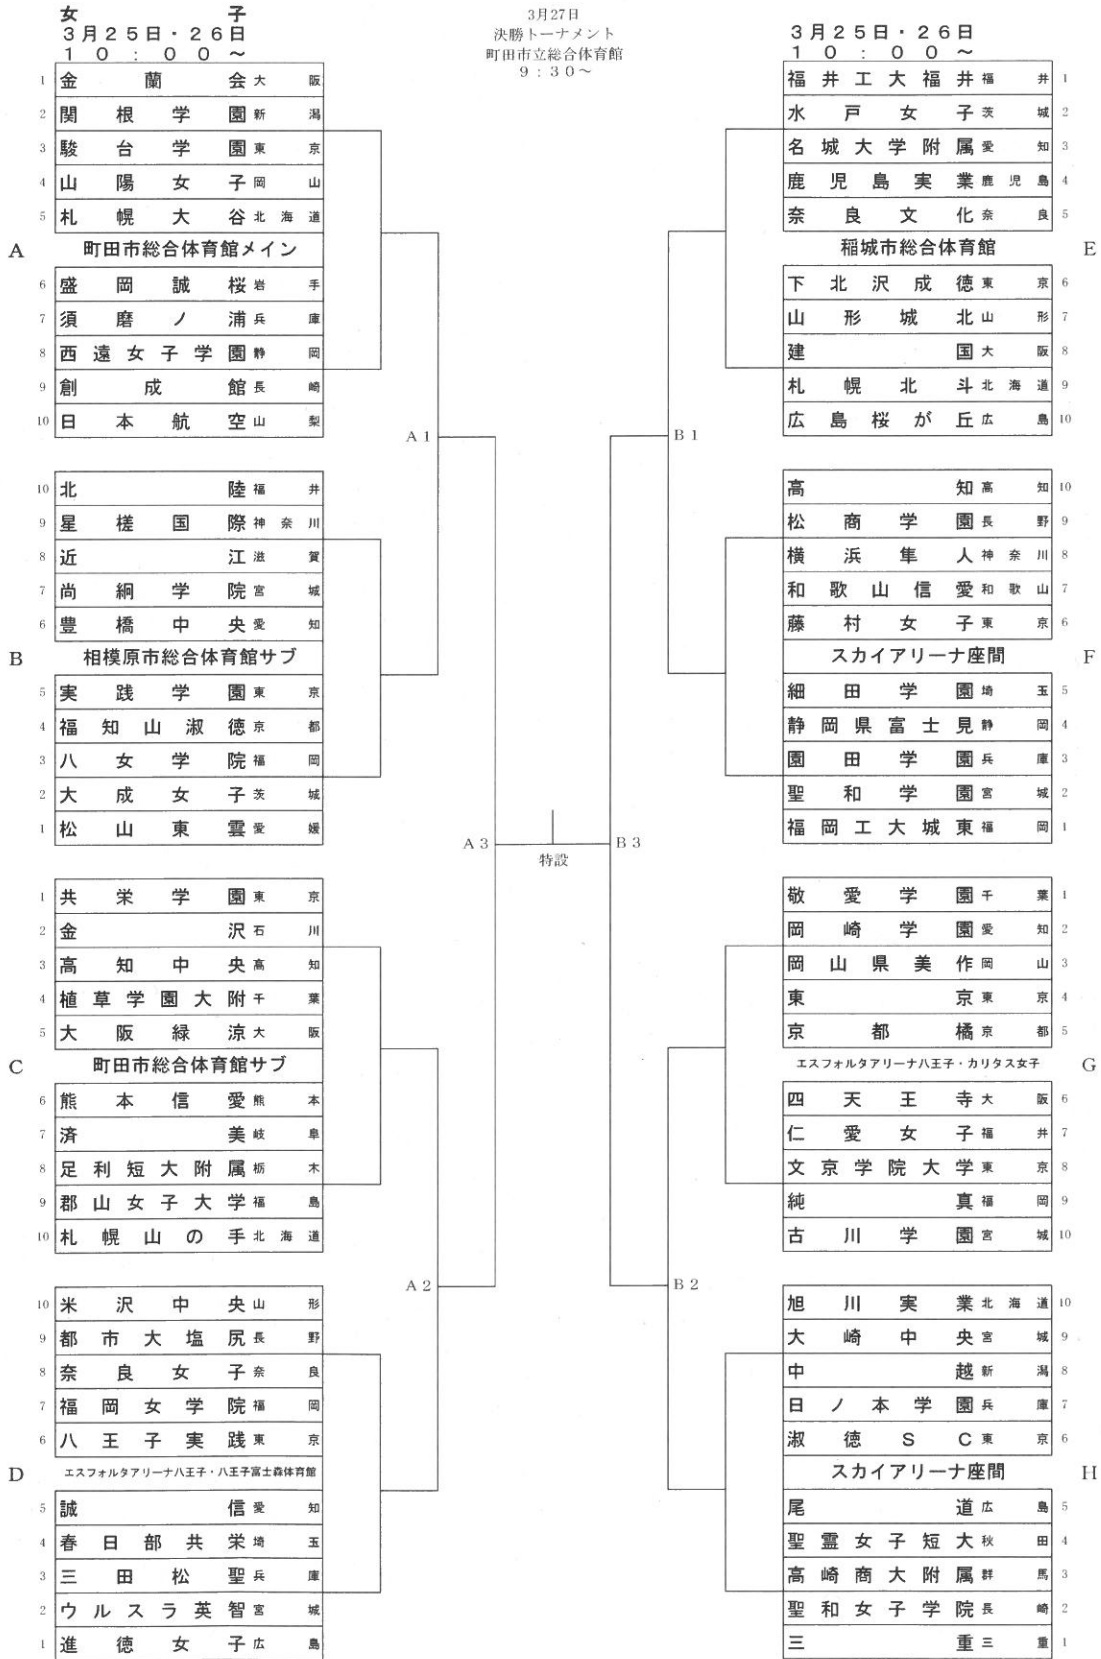 女子
3月25日・26日
10:00～
3月27日
決勝トーナメント
町田市立総合体育館
9:30～
3月25日・26日
10:00～
1 金蘭会 大阪
2 関根学園 新潟
3 駿台学園 東京
4 山陽女子 岡山
5 札幌大谷 北海道
A 町田市総合体育館メイン
6 盛岡誠桜 岩手
7 須磨ノ浦 兵庫
8 西遠女子学園 静岡
9 創成館 長崎
10 日本航空 山梨
10 北陸 福井
9 星槎国際 神奈川
8 近江 滋賀
7 尚絅学院 宮城
6 豊橋中央 愛知
B 相模原市総合体育館サブ
5 実践学園 東京
4 福知山淑徳 京都
3 八女学院 福岡
2 大成女子 茨城
1 松山東雲 愛媛
1 共栄学園 東京
2 金沢 石川
3 高知中央 高知
4 植草学園大附 千葉
5 大阪緑涼 大阪
C 町田市総合体育館サブ
6 熊本信愛 熊本
7 済美 岐阜
8 足利短大附属 栃木
9 郡山女子大学 福島
10 札幌山の手 北海道
10 米沢中央 山形
9 都市大塩尻 長野
8 奈良女子 奈良
7 福岡女学院 福岡
6 八王子実践 東京
D エスフォルタアリーナ八王子・八王子富士森体育館
5 誠信 愛知
4 春日部共栄 埼玉
3 三田松聖 兵庫
2 ウルスラ英智 宮城
1 進徳女子 広島
A1
A3
A2
特設
B1
B3
B2
福井工大福井 福井 1
水戸女子 茨城 2
名城大学附属 愛知 3
鹿児島実業 鹿児島 4
奈良文化 奈良 5
稲城市総合体育館 E
下北沢成徳 東京 6
山形城北 山形 7
建国 大阪 8
札幌北斗 北海道 9
広島桜が丘 広島 10
高知 高知 10
松商学園 長野 9
横浜隼人 神奈川 8
和歌山信愛 和歌山 7
藤村女子 東京 6
スカイアリーナ座間 F
細田学園 埼玉 5
静岡県富士見 静岡 4
園田学園 兵庫 3
聖和学園 宮城 2
福岡工大城東 福岡 1
敬愛学園 千葉 1
岡崎学園 愛知 2
岡山県美作 岡山 3
東京 東京 4
京都橘 京都 5
エスフォルタアリーナ八王子・カリタス女子 G
四天王寺 大阪 6
仁愛女子 福井 7
文京学院大学 東京 8
純真 福岡 9
古川学園 宮城 10
旭川実業 北海道 10
大崎中央 宮城 9
中越 新潟 8
日ノ本学園 兵庫 7
淑徳SC 東京 6
スカイアリーナ座間 H
尾道 広島 5
聖霊女子短大 秋田 4
高崎商大附属 群馬 3
聖和女子学院 長崎 2
三重 三重 1